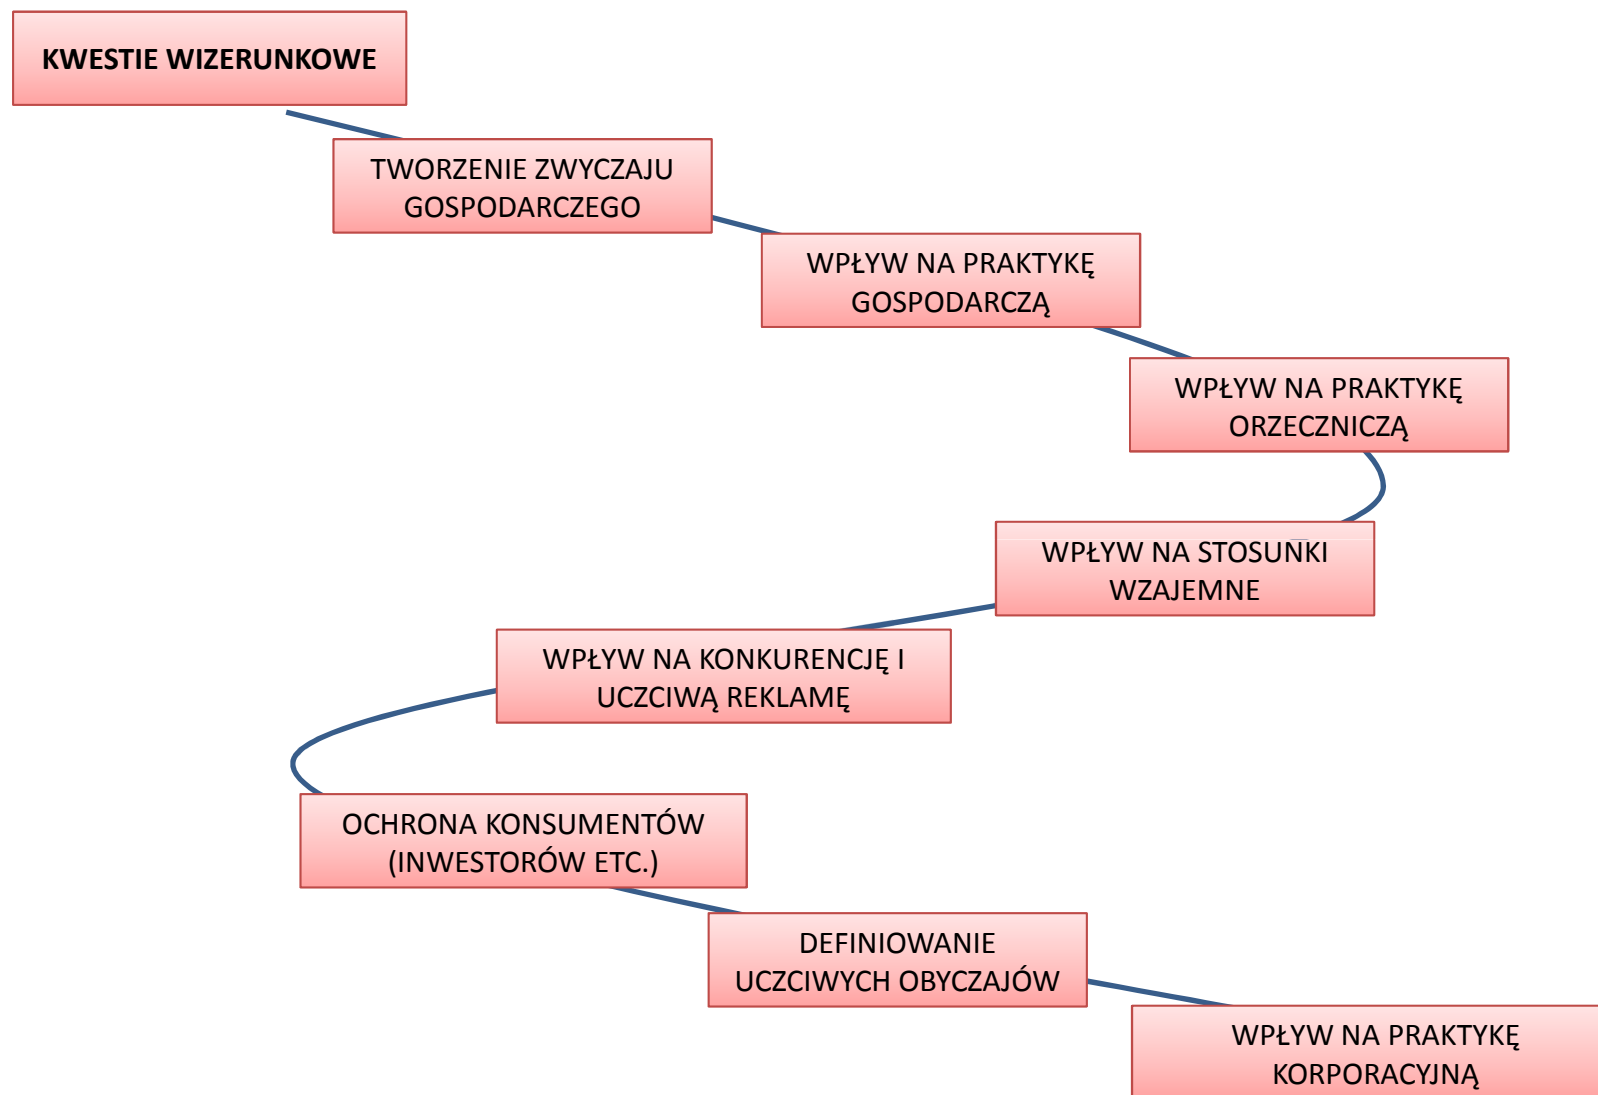 KWESTIE WIZERUNKOWE
TWORZENIE ZWYCZAJU
GOSPODARCZEGO
WPŁYW NA PRAKTYKĘ
GOSPODARCZĄ
WPŁYW NA PRAKTYKĘ
ORZECZNICZĄ
WPŁYW NA STOSUNKI
WZAJEMNE
WPŁYW NA KONKURENCJĘ I
UCZCIWĄ REKLAMĘ
OCHRONA KONSUMENTÓW
(INWESTORÓW ETC.)
DEFINIOWANIE
UCZCIWYCH OBYCZAJÓW
WPŁYW NA PRAKTYKĘ
KORPORACYJNĄ